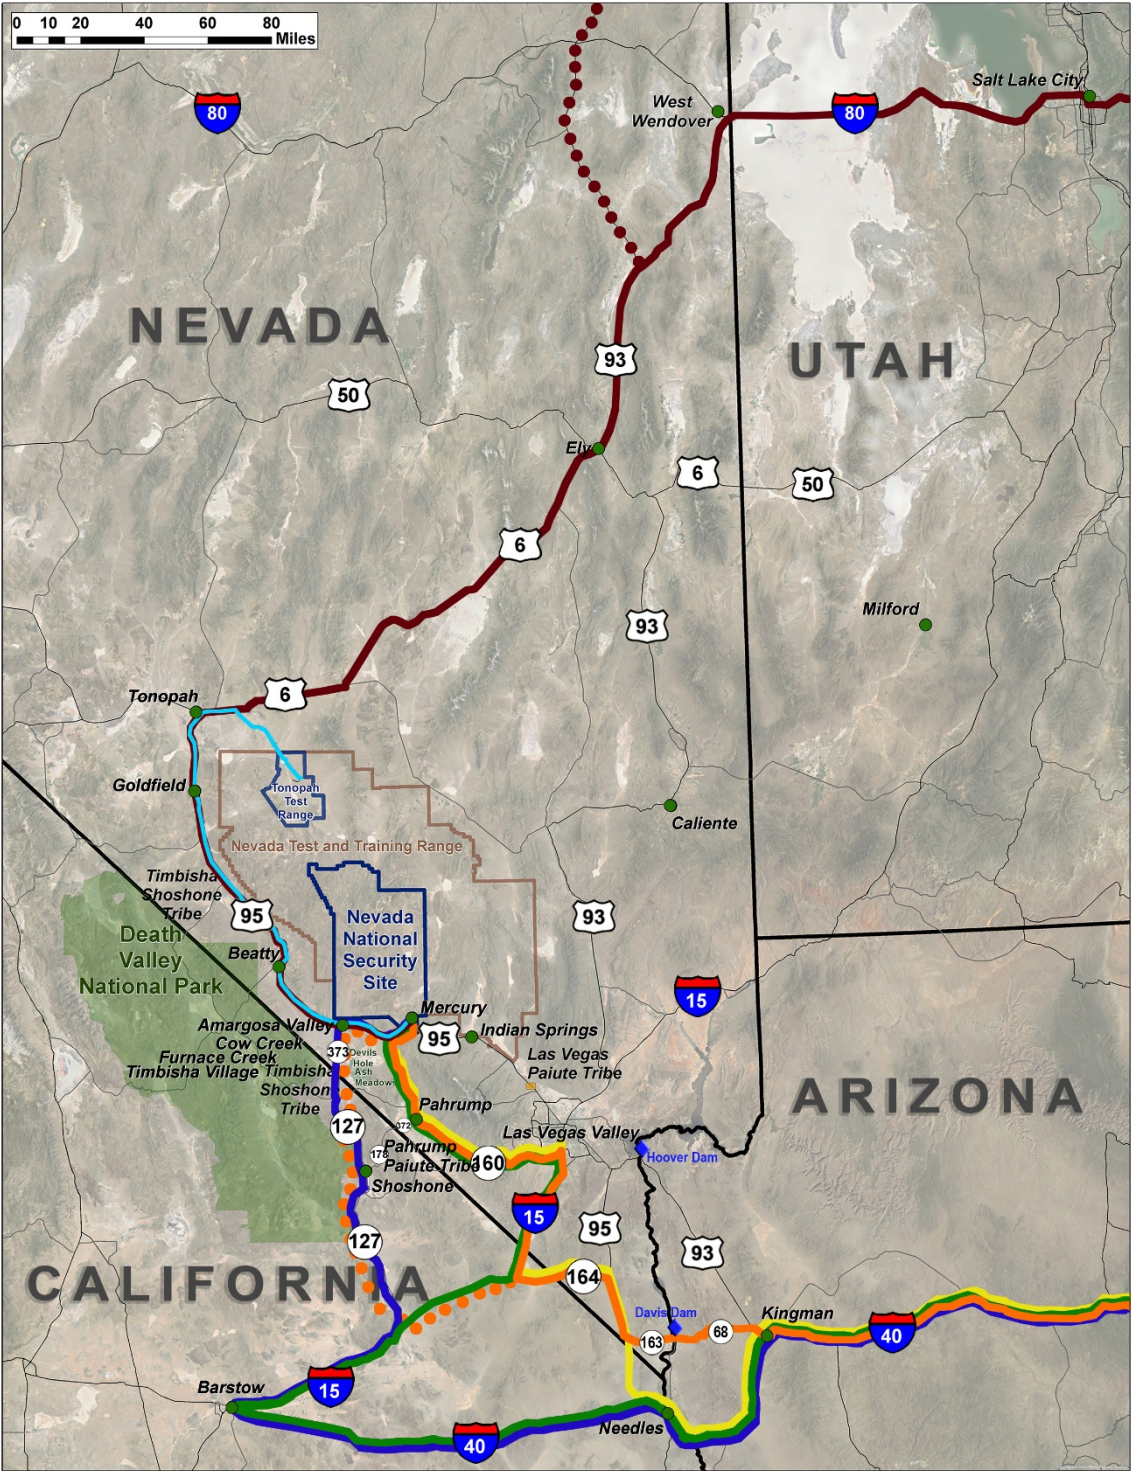 0 10 20 40 60 80
Miles
Salt Lake City
West
Wendover
80
80
NEVADA
UTAH
93
50
Ely
6
50
6
93
Milford
Tonopah
6
Goldfield
Tonopah
Test
Range
Caliente
Nevada Test and Training Range
Timbisha
Shoshone
Tribe
95
Nevada
National
Security
Site
93
Death
Valley
National Park
Beatty
15
Mercury
Amargosa Valley
95
Indian Springs
Cow Creek
Furnace Creek
Timbisha Village
373
Devils
Hole
Ash
Meadows
Las Vegas
Paiute Tribe
Timbisha
Shoshon
Tribe
ARIZONA
Pahrump
127
372
Las Vegas Valley
Pahrump
Paiute Tribe
178
160
Hoover Dam
Shoshone
15
95
127
93
CALIFORNIA
164
Davis Dam
Kingman
163
68
40
Barstow
15
Needles
40